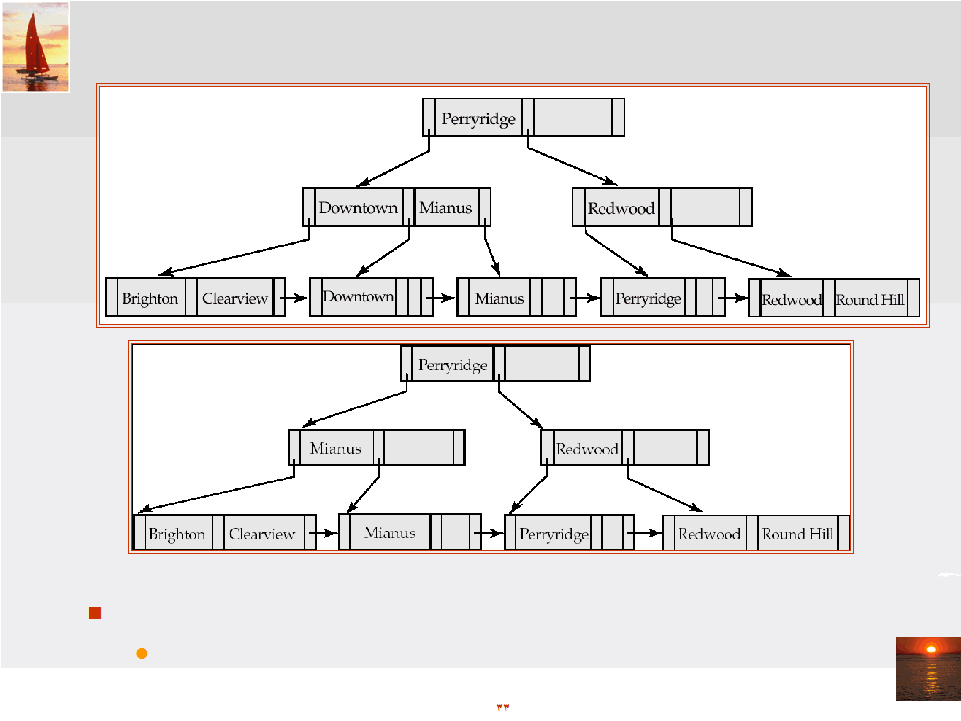 Perryridge
Downtown Mianus Redwood
Brighton Clearview Downtown Mianus Perryridge Redwood Round Hill
Perryridge
Mianus Redwood
Brighton Clearview Mianus Perryridge Redwood Round Hill
٣٣